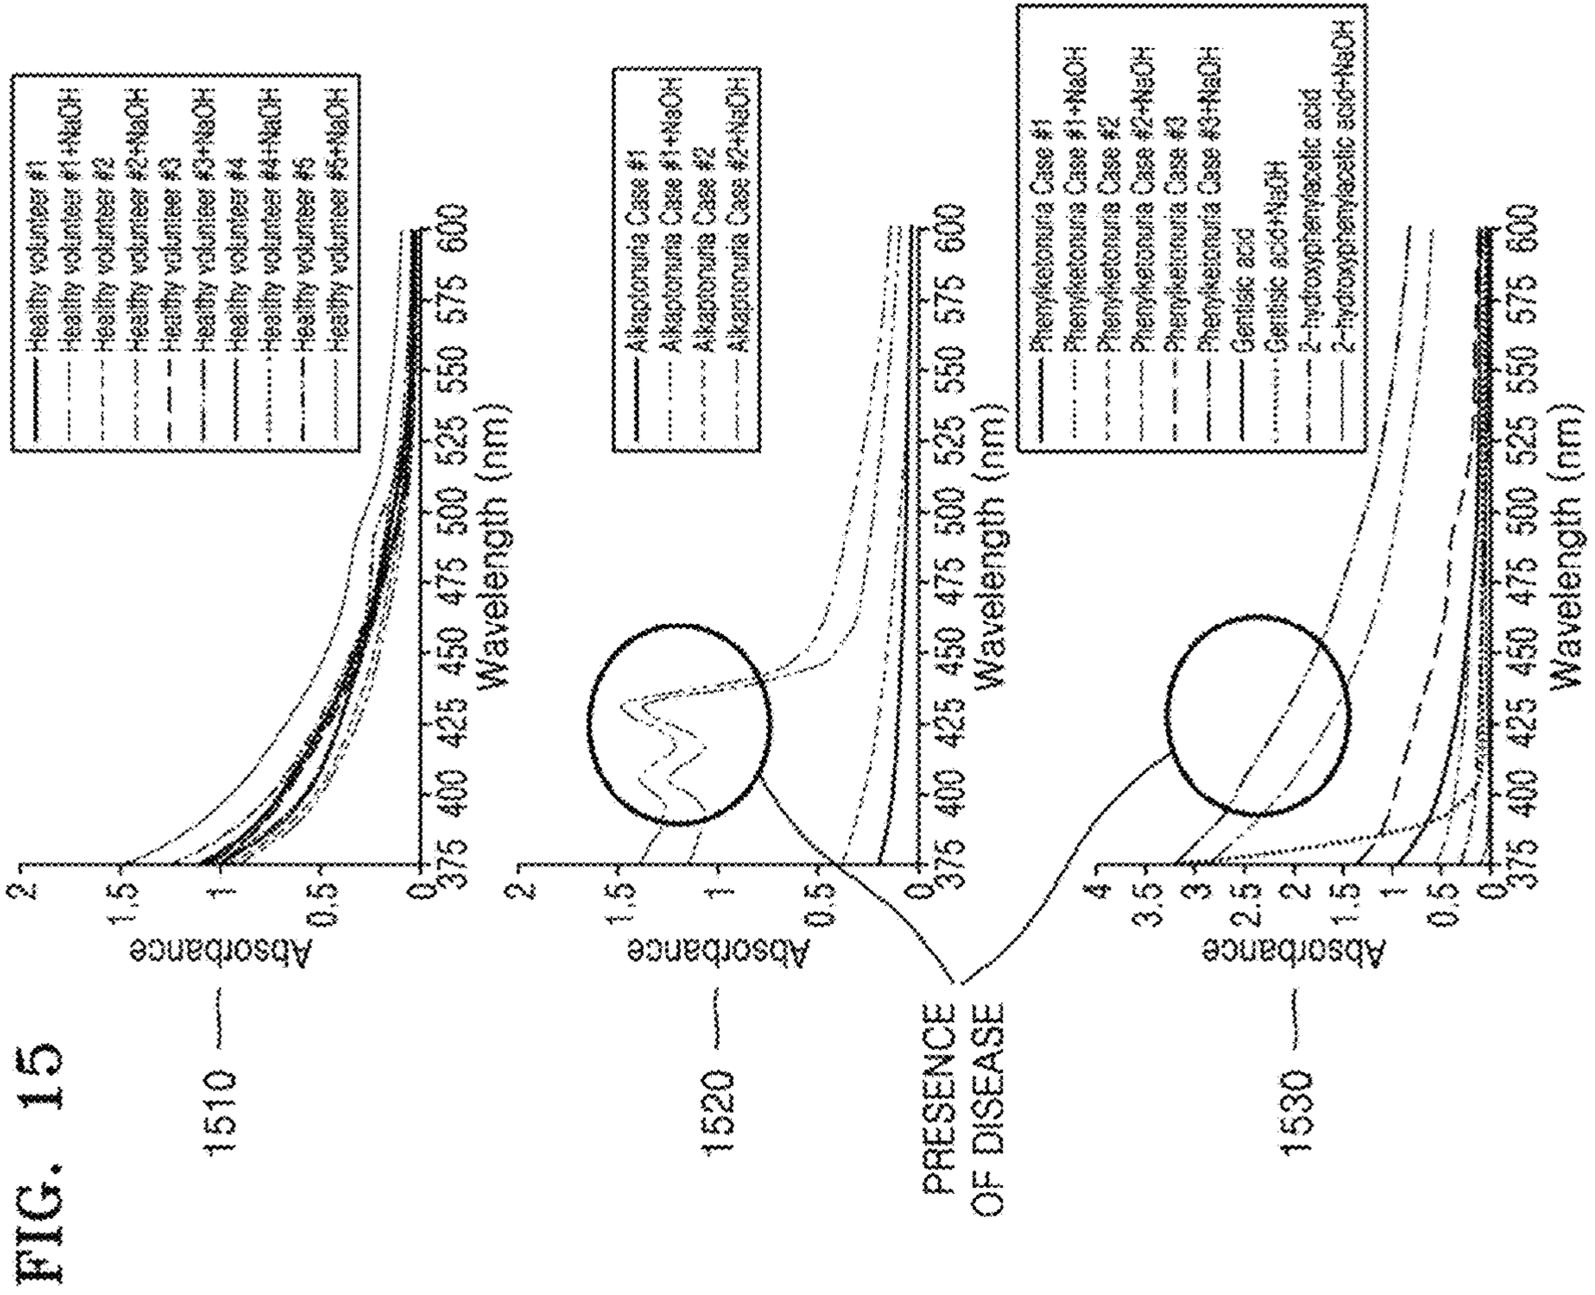 FIG. 15
1510
Absorbance
2
1.5
1
0.5
0
375 400 425 450 475 500 525 550 575 600
Wavelength (nm)
Healthy volunteer #1
Healthy volunteer #1+NaOH
Healthy volunteer #2
Healthy volunteer #2+NaOH
Healthy volunteer #3
Healthy volunteer #3+NaOH
Healthy volunteer #4
Healthy volunteer #4+NaOH
Healthy volunteer #5
Healthy volunteer #5+NaOH
1520
Absorbance
2
1.5
1
0.5
0
375 400 425 450 475 500 525 550 575 600
Wavelength (nm)
Alkaptonuria Case #1
Alkaptonuria Case #1+NaOH
Alkaptonuria Case #2
Alkaptonuria Case #2+NaOH
PRESENCE
OF DISEASE
1530
Absorbance
4
3.5
3
2.5
2
1.5
1
0.5
0
375 400 425 450 475 500 525 550 575 600
Wavelength (nm)
Phenylketonuria Case #1
Phenylketonuria Case #1+NaOH
Phenylketonuria Case #2
Phenylketonuria Case #2+NaOH
Phenylketonuria Case #3
Phenylketonuria Case #3+NaOH
Gentisic acid
Gentisic acid+NaOH
2-hydroxyphenylacetic acid
2-hydroxyphenylacetic acid+NaOH